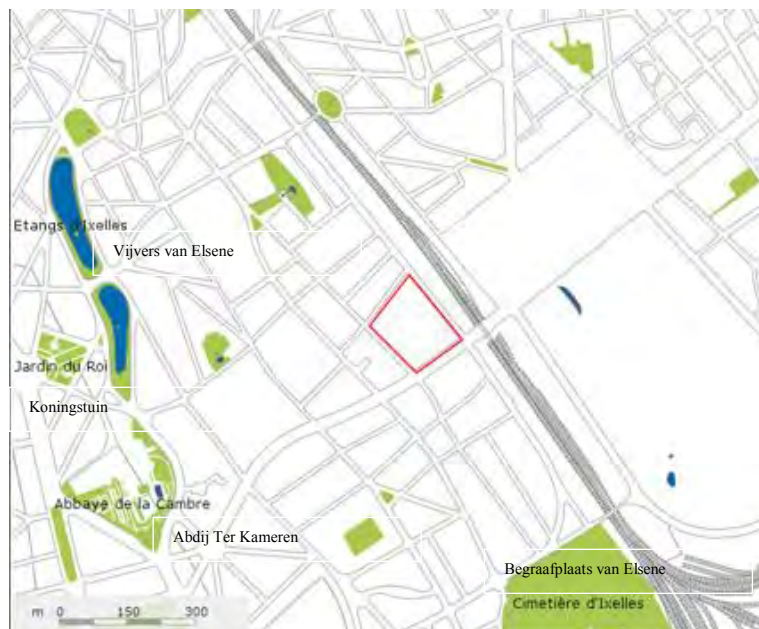 Etangs d'Ixelles
Vijvers van Elsene
Jardin du Roi
Koningstuin
Abbaye de la Cambre
Abdij Ter Kameren
Begraafplaats van Elsene
Cimetière d'Ixelles
m 0 150 300